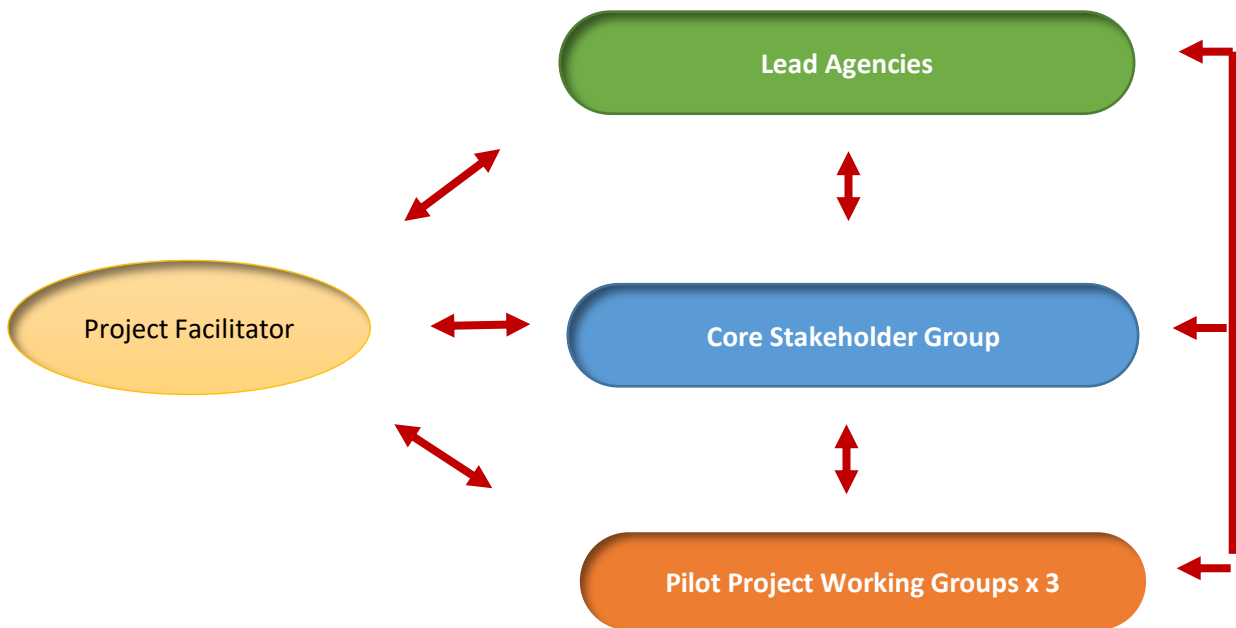 Lead Agencies
Project Facilitator
Core Stakeholder Group
Pilot Project Working Groups x 3